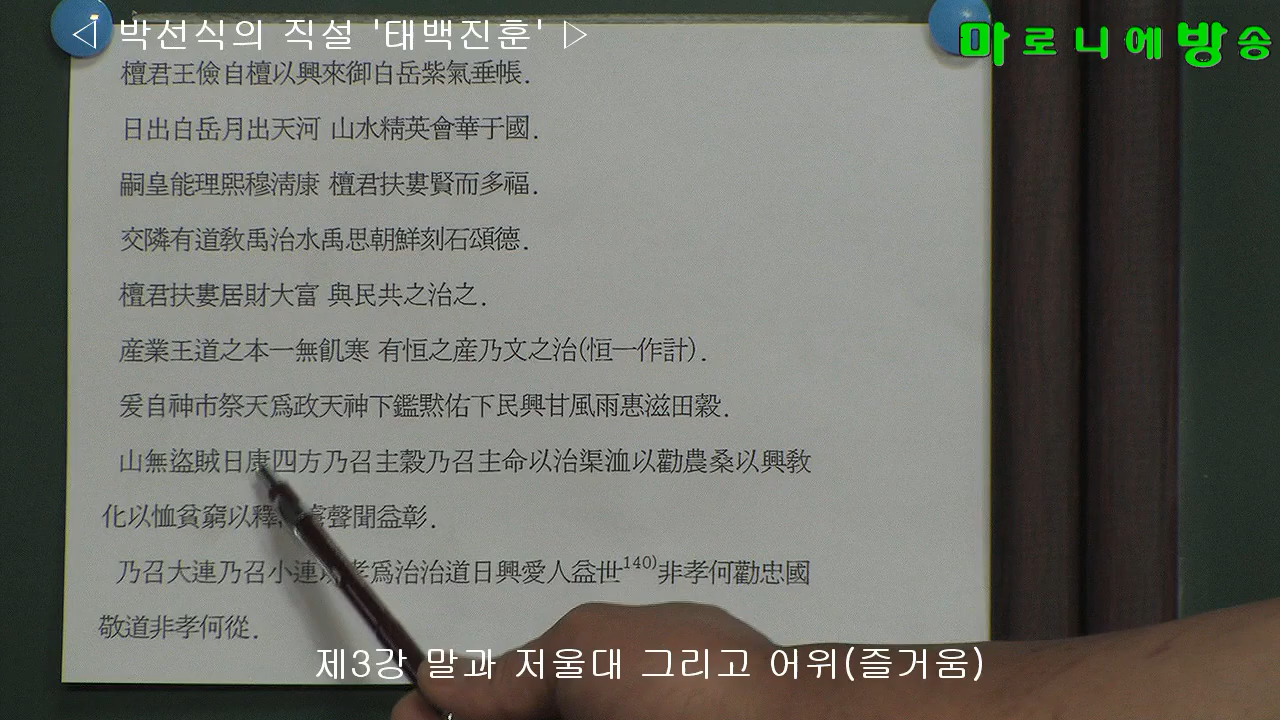 ◁ 박선식의 직설 '태백진훈' ▷
마로니에방송
檀君王儉自檀以興來御白岳紫氣垂帳.
日出白岳月出天河 山水精英會華于國.
嗣皇能理熙穆淸康 檀君扶婁賢而多福.
交隣有道敎禹治水禹思朝鮮刻石頌德.
檀君扶婁居財大富 與民共之治之.
産業王道之本一無飢寒 有恒之産乃文之治(恒一作計).
爰自神市祭天爲政天神下鑑黙佑下民興甘風雨惠滋田穀.
山無盜賊日康四方乃召主穀乃召主命以治渠洫以勸農桑以興敎
化以恤貧窮以釋 聲聞益彰.
乃召大連乃召小連 孝爲治治道日興愛人益世140)非孝何勸忠國
敬道非孝何從.
제3강 말과 저울대 그리고 어위(즐거움)